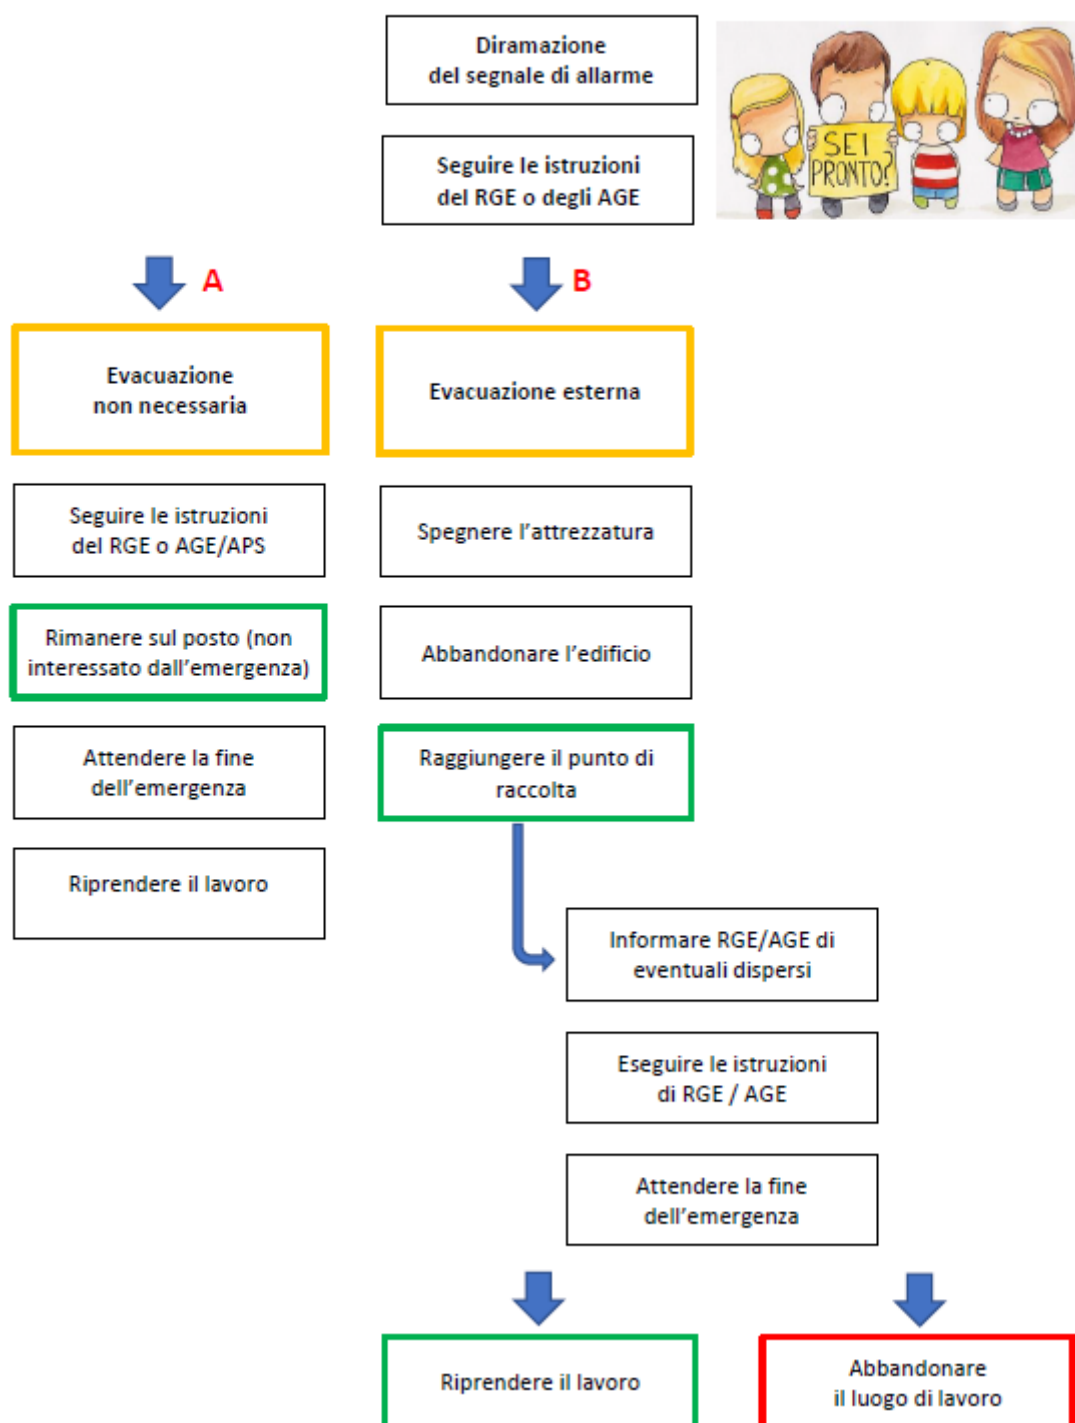 Diramazione
del segnale di allarme
SEI
PRONTO?
Seguire le istruzioni
del RGE o degli AGE
A
B
Evacuazione
non necessaria
Evacuazione esterna
Seguire le istruzioni
del RGE o AGE/APS
Spegnere l'attrezzatura
Rimanere sul posto (non
interessato dall'emergenza)
Abbandonare l'edificio
Attendere la fine
dell'emergenza
Raggiungere il punto di
raccolta
Riprendere il lavoro
Informare RGE/AGE di
eventuali dispersi
Eseguire le istruzioni
di RGE / AGE
Attendere la fine
dell'emergenza
Riprendere il lavoro
Abbandonare
il luogo di lavoro